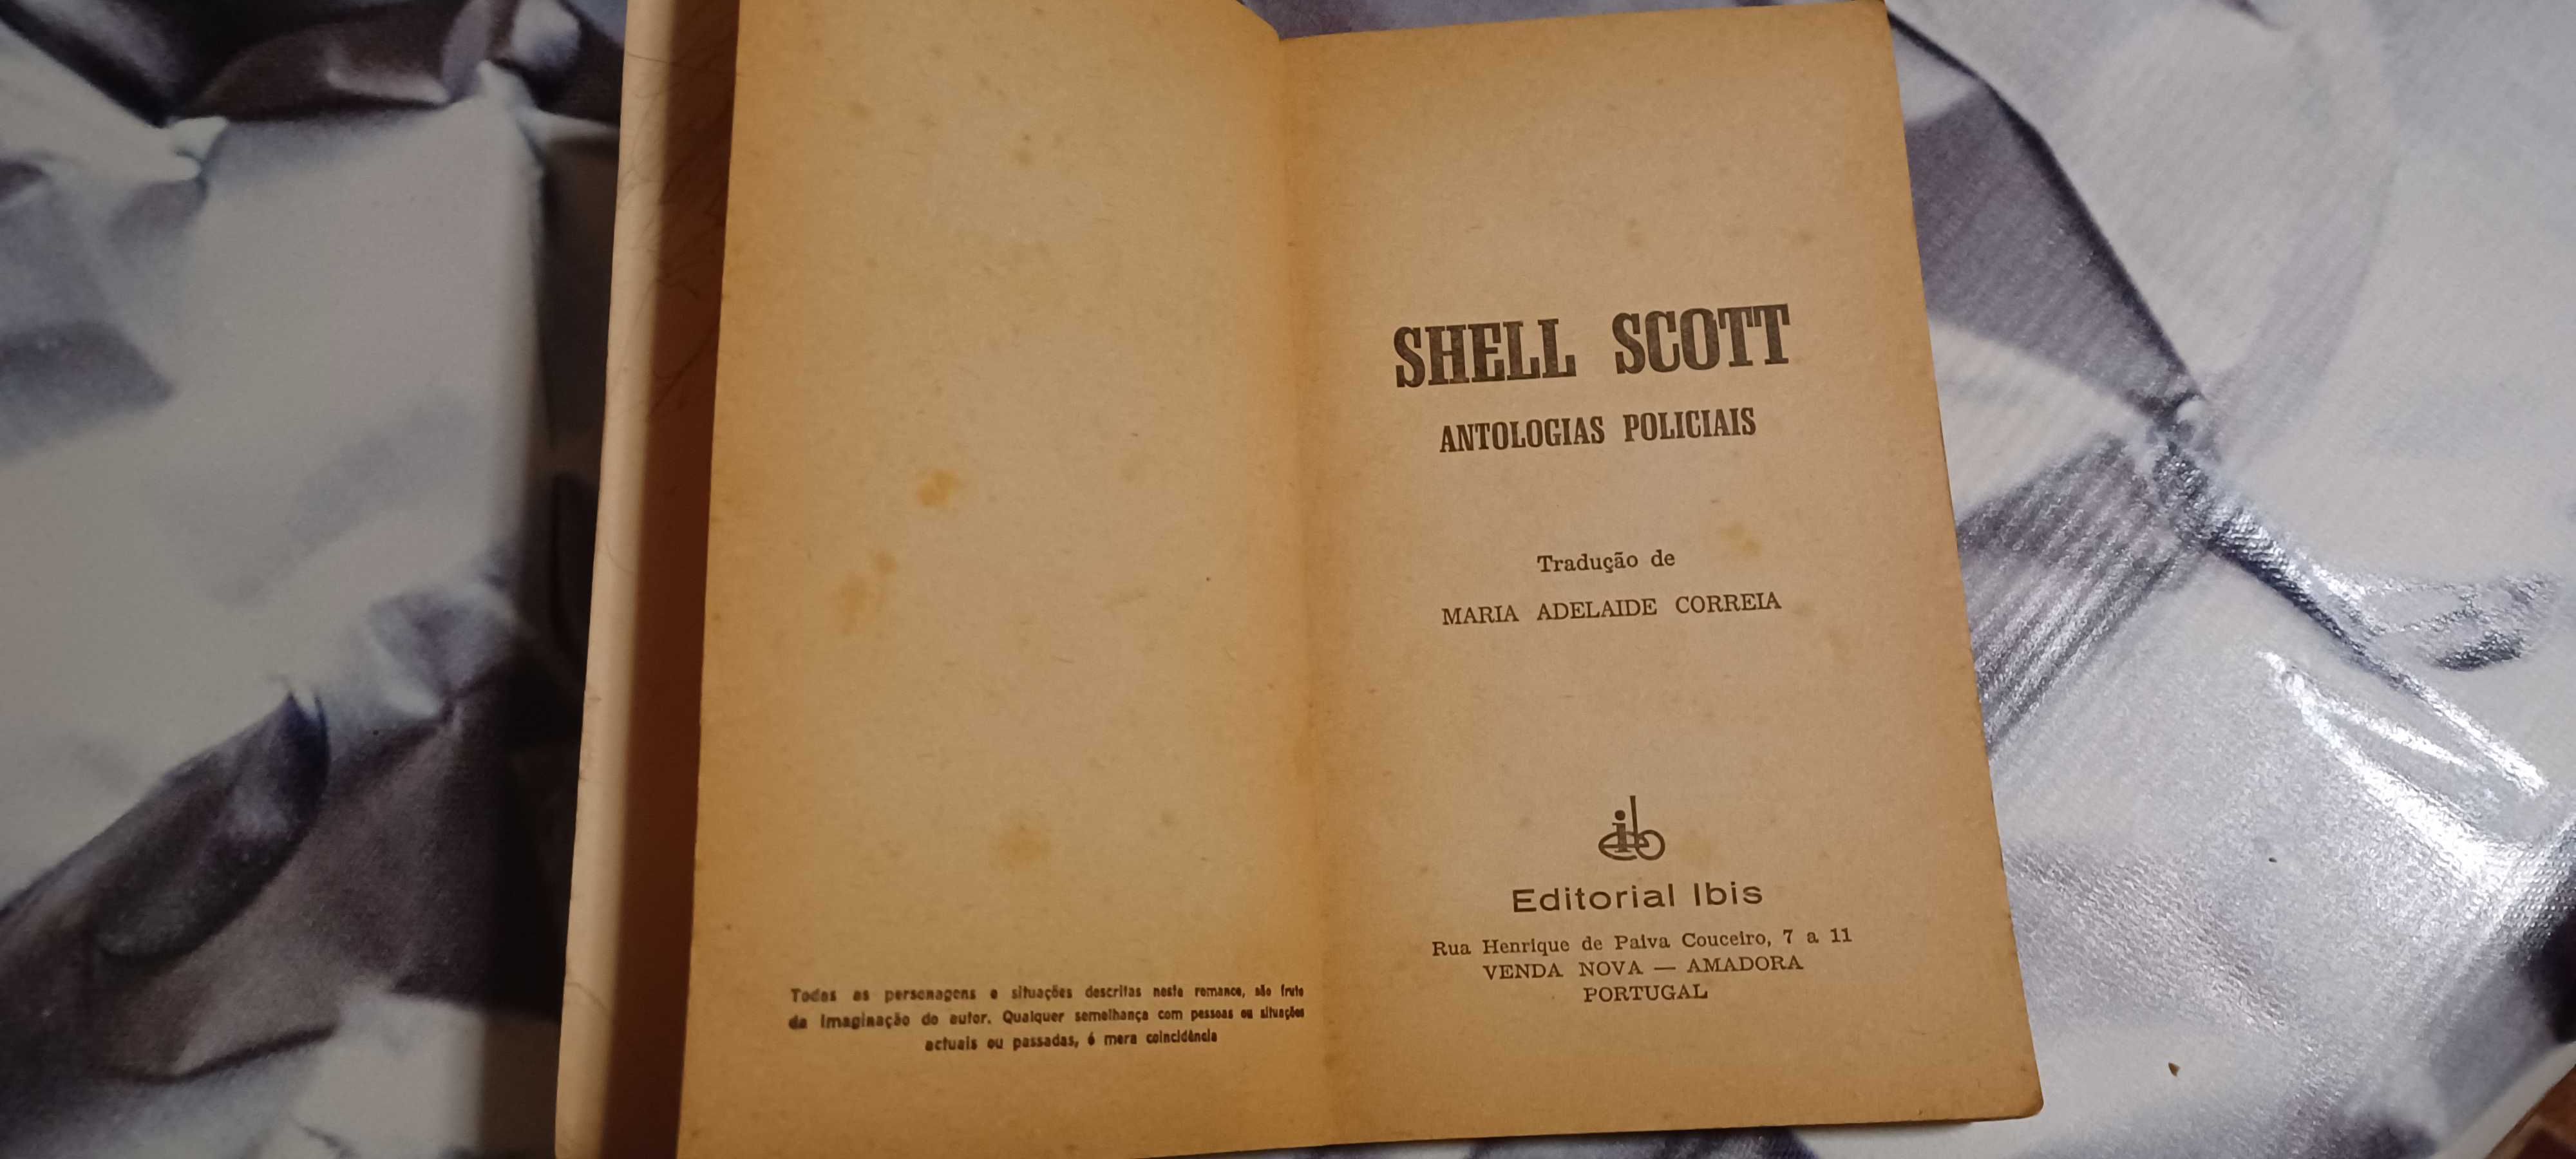 Todas as personagens e situações descritas neste romance, são fruto
da imaginação do autor. Qualquer semelhança com pessoas ou situações
actuais ou passadas, é mera coincidência
SHELL SCOTT
ANTOLOGIAS POLICIAIS
Tradução de
MARIA ADELAIDE CORREIA
Editorial Ibis
Rua Henrique de Paiva Couceiro, 7 a 11
VENDA NOVA — AMADORA
PORTUGAL